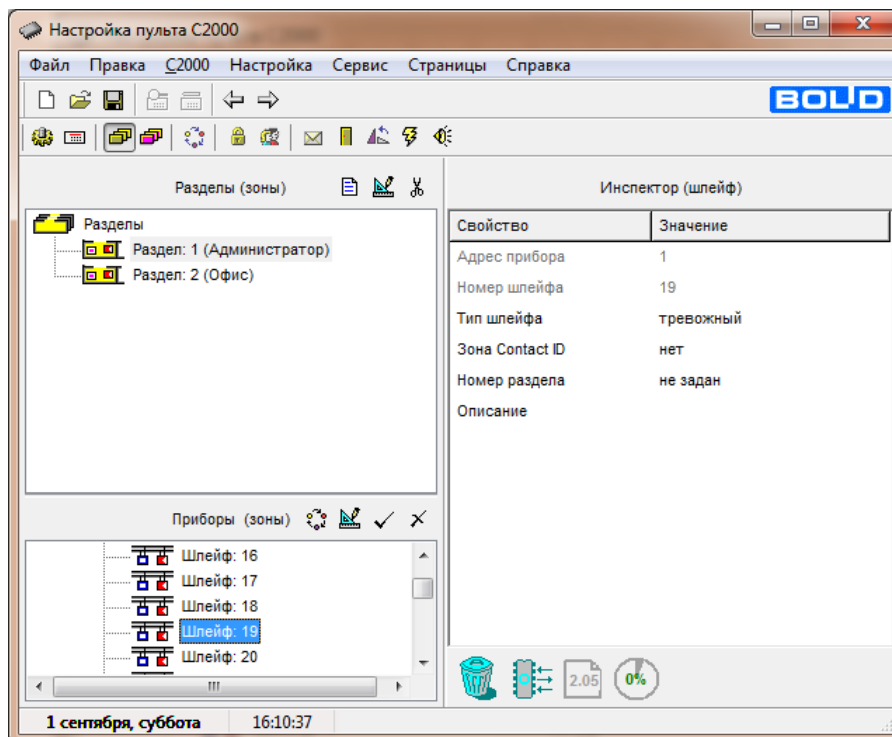 Настройка пульта С2000
Файл Правка С2000 Настройка Сервис Страницы Справка
BOLID
Разделы (зоны)
Разделы
Раздел: 1 (Администратор)
Раздел: 2 (Офис)
Приборы (зоны)
Шлейф: 16
Шлейф: 17
Шлейф: 18
Шлейф: 19
Шлейф: 20
Инспектор (шлейф)
Свойство Значение
Адрес прибора 1
Номер шлейфа 19
Тип шлейфа тревожный
Зона Contact ID нет
Номер раздела не задан
Описание
2.05 0%
1 сентября, суббота 16:10:37